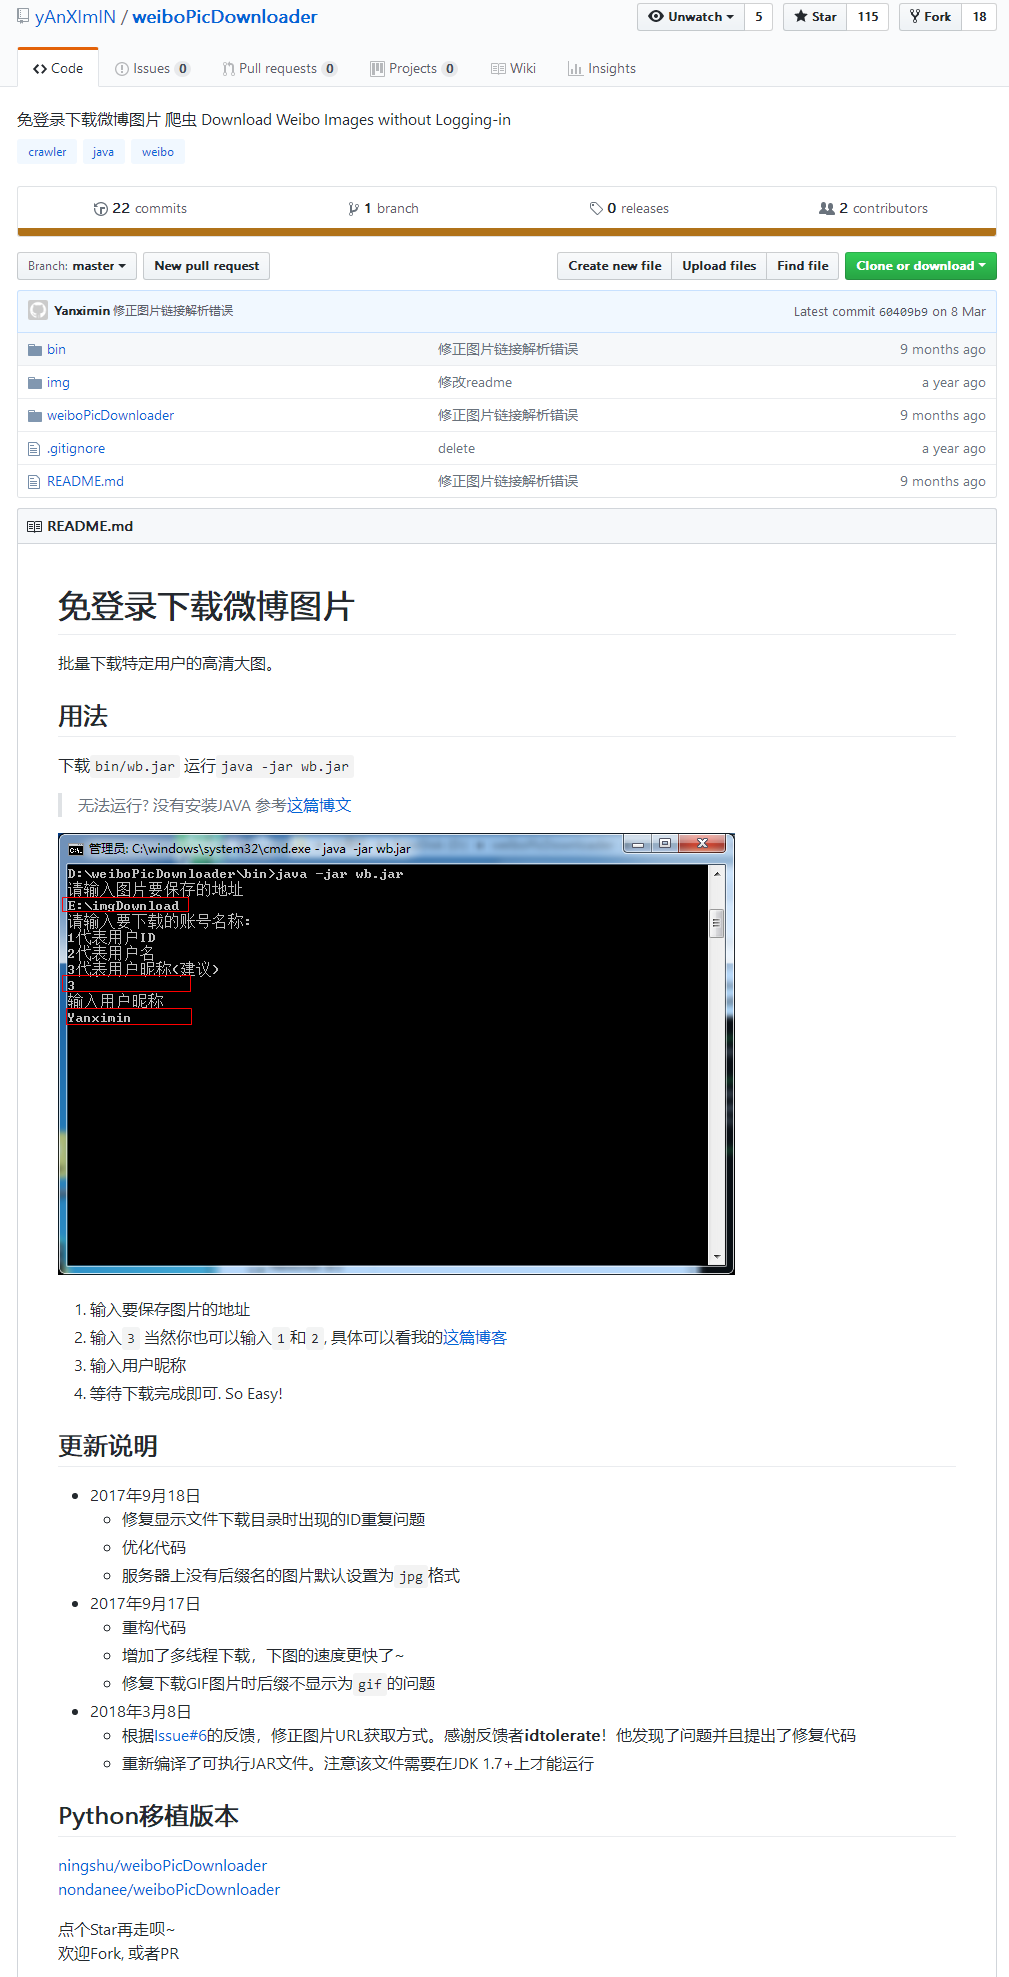 yAnXImIN / weiboPicDownloader
Unwatch 5 Star 115 Fork 18
Code Issues 0 Pull requests 0 Projects 0 Wiki Insights
免登录下载微博图片 爬虫 Download Weibo Images without Logging-in
crawler java weibo
22 commits 1 branch 0 releases 2 contributors
Branch: master New pull request Create new file Upload files Find file Clone or download
Yanximin 修正图片链接解析错误 Latest commit 60409b9 on 8 Mar
bin 修正图片链接解析错误 9 months ago
img 修改readme a year ago
weiboPicDownloader 修正图片链接解析错误 9 months ago
.gitignore delete a year ago
README.md 修正图片链接解析错误 9 months ago
README.md
免登录下载微博图片
批量下载特定用户的高清大图。
用法
下载 bin/wb.jar 运行 java -jar wb.jar
无法运行? 没有安装JAVA 参考这篇博文
管理员: C:\windows\system32\cmd.exe - java -jar wb.jar
D:\weiboPicDownloader\bin>java -jar wb.jar
请输入图片要保存的地址
E:\imgDownload
请输入要下载的账号名称:
1代表用户ID
2代表用户名
3代表用户昵称(建议)
3
输入用户昵称
Yanximin
1. 输入要保存图片的地址
2. 输入 3 当然你也可以输入 1 和 2 , 具体可以看我的这篇博客
3. 输入用户昵称
4. 等待下载完成即可. So Easy!
更新说明
2017年9月18日
修复显示文件下载目录时出现的ID重复问题
优化代码
服务器上没有后缀名的图片默认设置为 jpg 格式
2017年9月17日
重构代码
增加了多线程下载，下图的速度更快了~
修复下载GIF图片时后缀不显示为 gif 的问题
2018年3月8日
根据Issue#6的反馈，修正图片URL获取方式。感谢反馈者idtolerate！他发现了问题并且提出了修复代码
重新编译了可执行JAR文件。注意该文件需要在JDK 1.7+上才能运行
Python移植版本
ningshu/weiboPicDownloader
nondanee/weiboPicDownloader
点个Star再走呗~
欢迎Fork, 或者PR